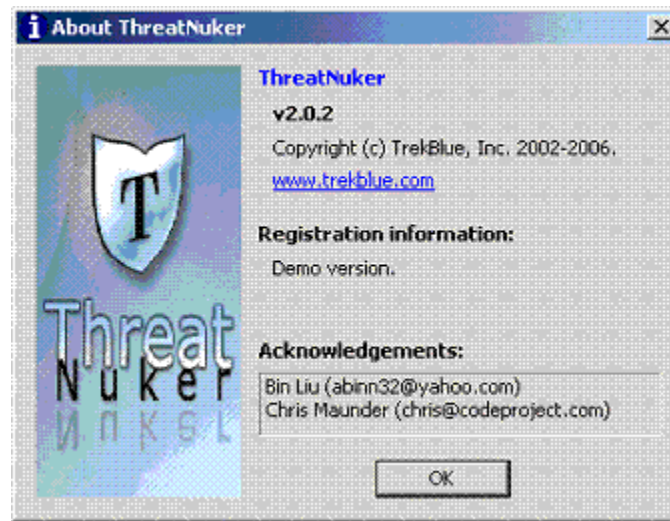 About ThreatNuker
ThreatNuker
v2.0.2
Copyright (c) TrekBlue, Inc. 2002-2006.
www.trekblue.com
Registration information:
Demo version.
Acknowledgements:
Bin Liu (abinn32@yahoo.com)
Chris Maunder (chris@codeproject.com)
OK
T
Threat
Nuker